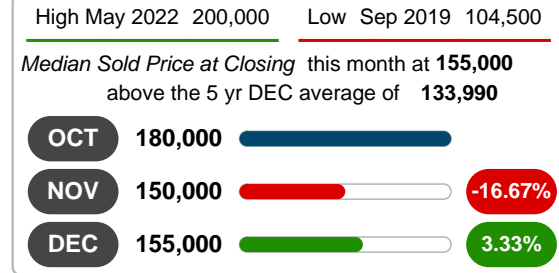 High May 2022 200,000 Low Sep 2019 104,500
Median Sold Price at Closing this month at 155,000
above the 5 yr DEC average of 133,990
OCT 180,000
NOV 150,000 -16.67%
DEC 155,000 3.33%